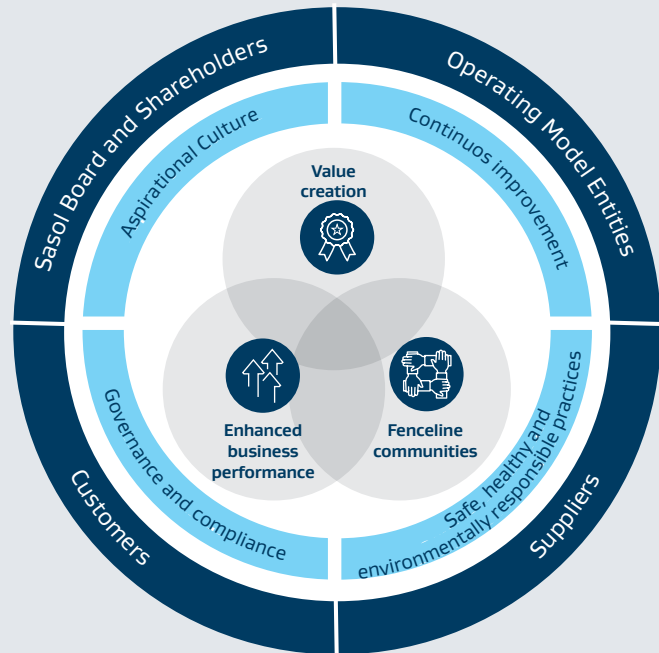 Sasol Board and Shareholders
Operating Model Entities
Aspirational Culture
Continuos improvement
Value
creation
Enhanced
business
performance
Fenceline
communities
Governance and compliance
Safe, healthy and
environmentally responsible practices
Customers
Suppliers